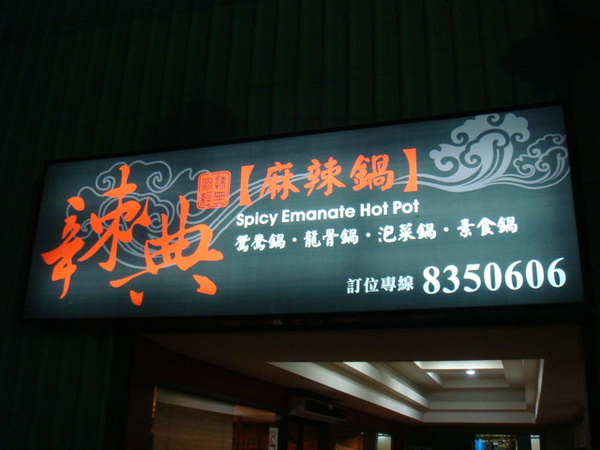 辣典
【麻辣鍋】
Spicy Emanate Hot Pot
鴛鴦鍋・龍骨鍋・泡菜鍋・素食鍋
訂位專線 8350606